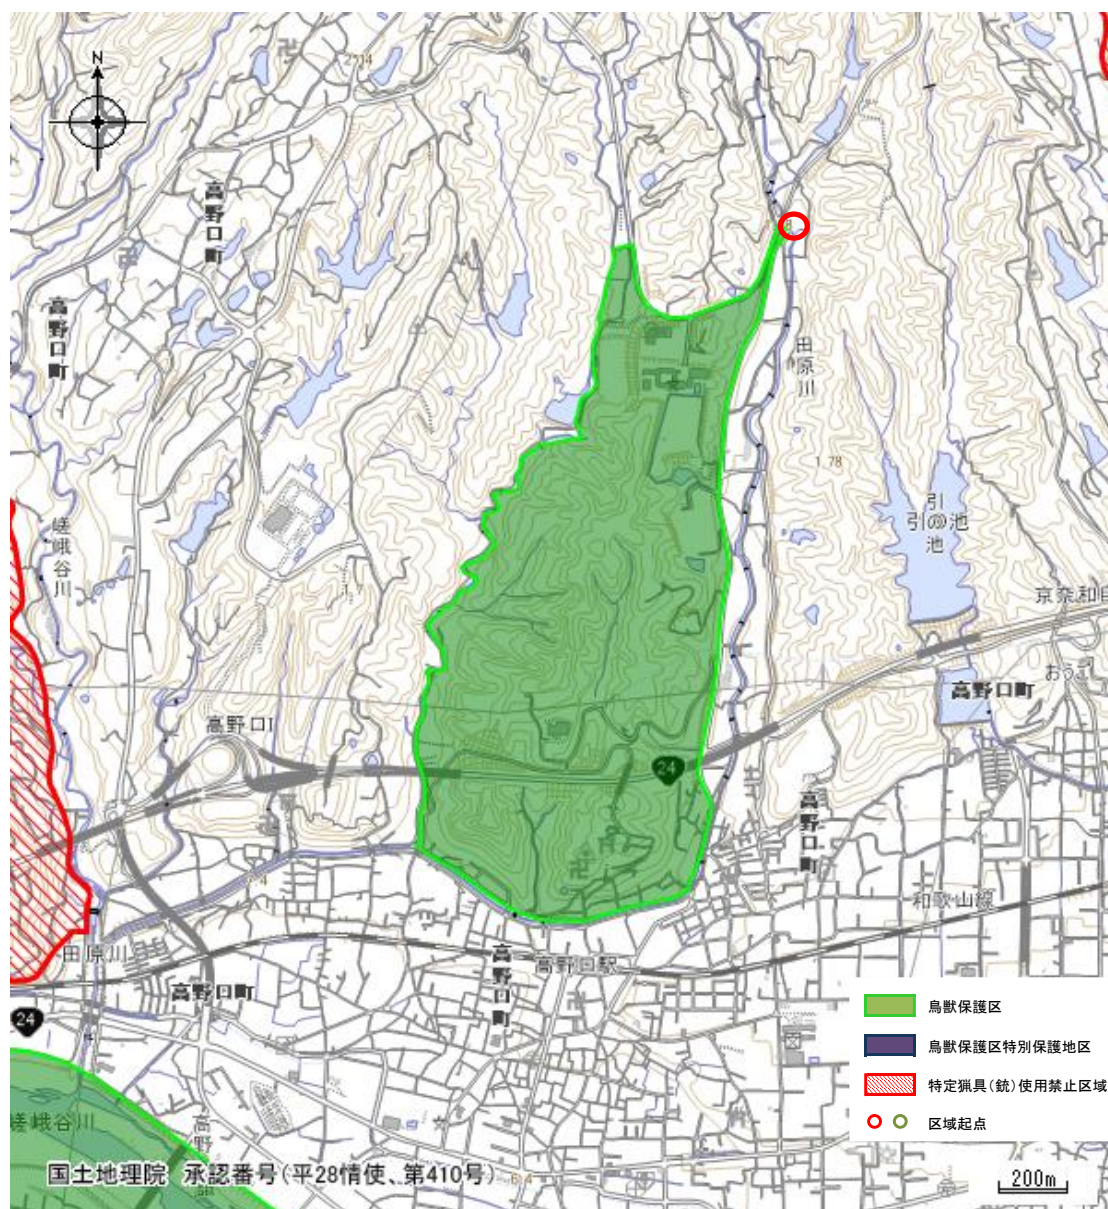 N
214
高野口町
高野口町
田原川
178
引
引の池
池
嵯峨谷川
京奈和自
高野口町
高野口I
24
高野口町
和歌山線
田原川
高野口駅
高野口町
高野口町
24
鳥獣保護区
鳥獣保護区特別保護地区
特定猟具(銃)使用禁止区域
区域起点
嵯峨谷川
高野
国土地理院 承認番号(平28情使、第410号)
64
200m